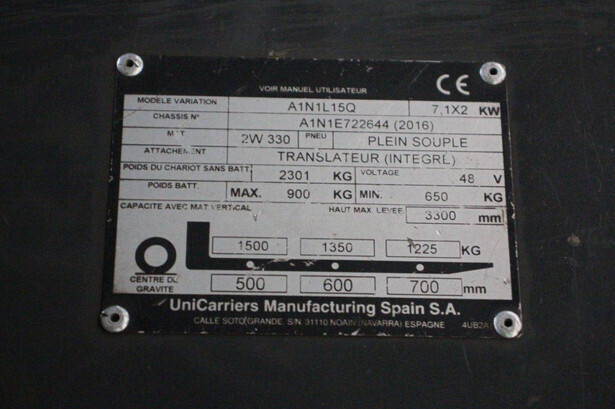 VOIR MANUEL UTILISATEUR CE
MODELE VARIATION A1N1L15Q 7,1X2 KW
CHASSIS N° A1N1E722644 (2016)
MAT 2W 330 PNEU PLEIN SOUPLE
ATTACHEMENT TRANSLATEUR (INTEGRE)
POIDS DU CHARIOT SANS BATT. 2301 KG VOLTAGE 48 V
POIDS BATT. MAX. 900 KG MIN. 650 KG
CAPACITE AVEC MAT VERTICAL HAUT MAX. LEVEE 3300 mm
1500 1350 1225 KG
CENTRE DE GRAVITE 500 600 700 mm
UniCarriers Manufacturing Spain S.A.
CALLE SOTO GRANDE. S/N 31110 NOAIN (NAVARRA) ESPAGNE 4UB2A